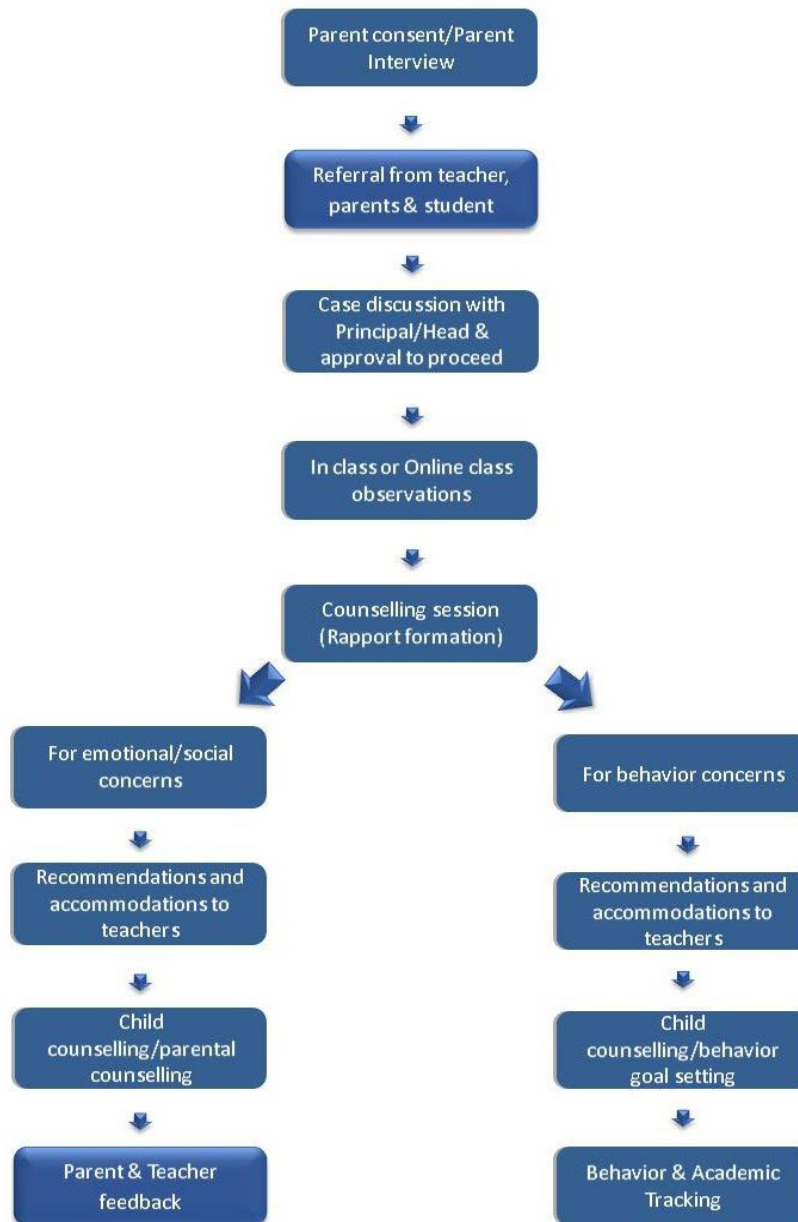 Parent consent/Parent
Interview
Referral from teacher,
parents & student
Case discussion with
Principal/Head &
approval to proceed
In class or Online class
observations
Counselling session
(Rapport formation)
For emotional/social
concerns
Recommendations and
accommodations to
teachers
Child
counselling/parental
counselling
Parent & Teacher
feedback
For behavior concerns
Recommendations and
accommodations to
teachers
Child
counselling/behavior
goal setting
Behavior & Academic
Tracking